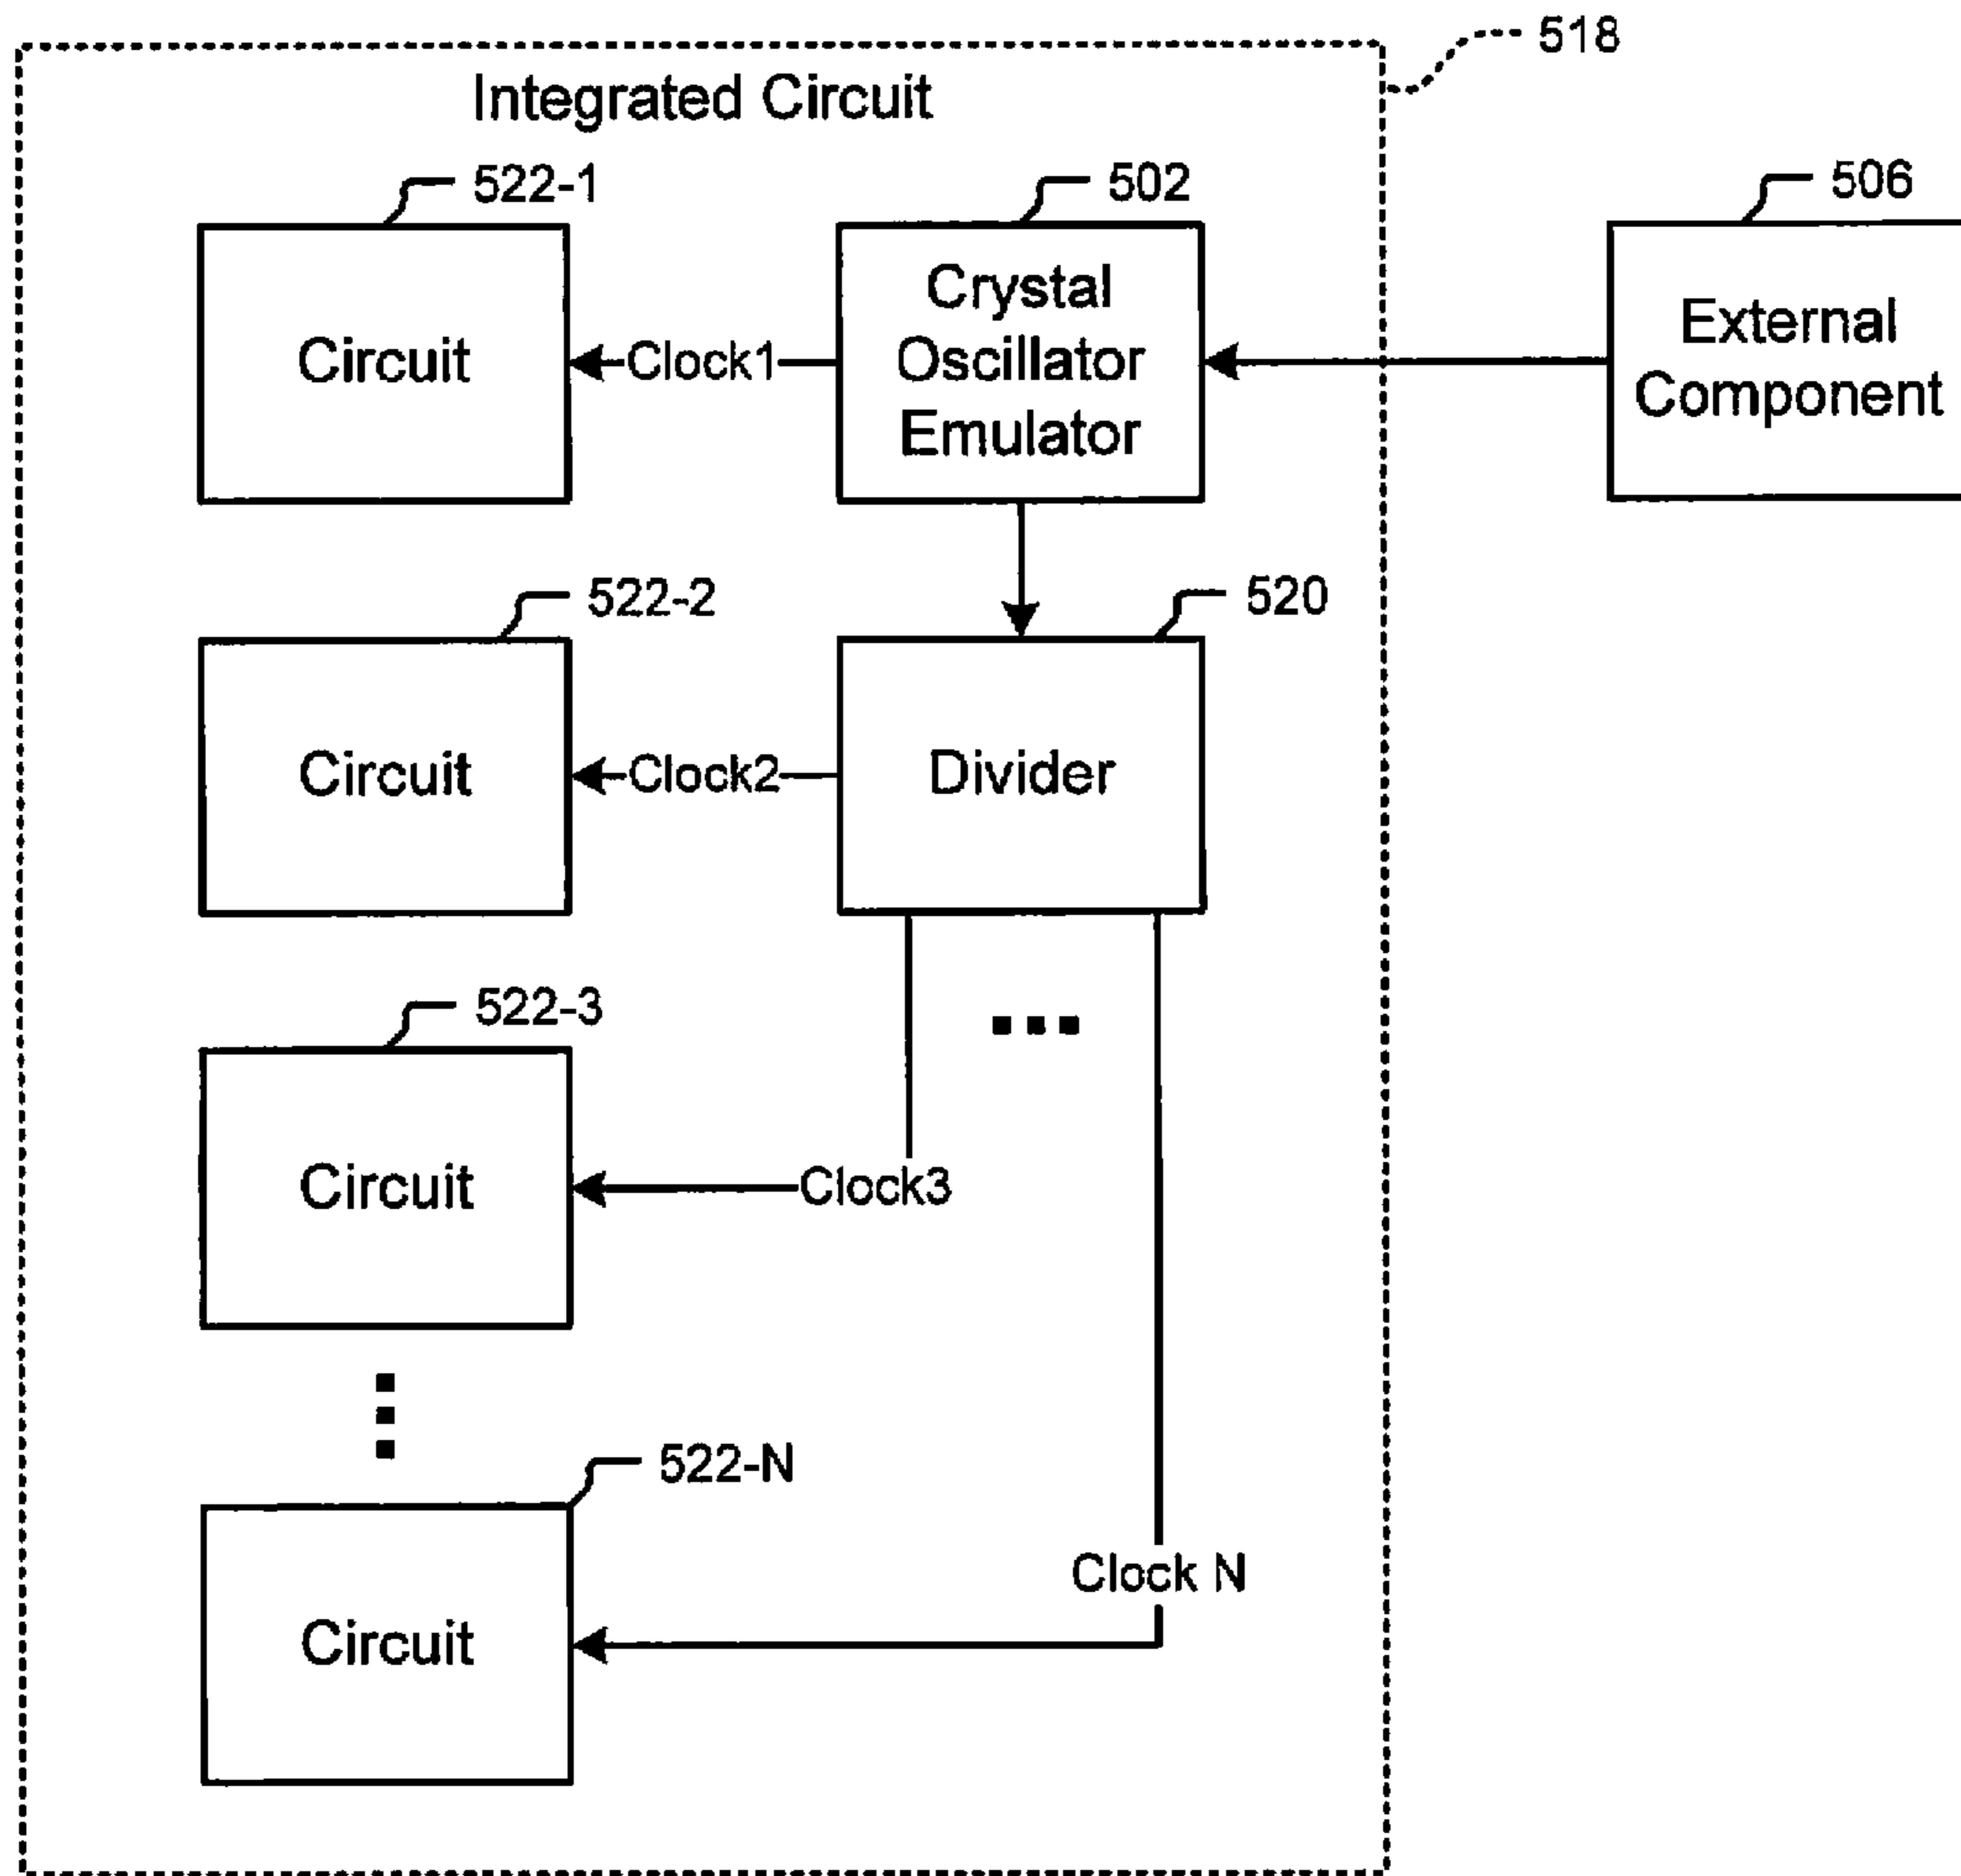 518
Integrated Circuit
522-1
502
506
Circuit
Clock1
Crystal
Oscillator
Emulator
External
Component
522-2
520
Circuit
Clock2
Divider
522-3
Circuit
Clock3
522-N
Circuit
Clock N